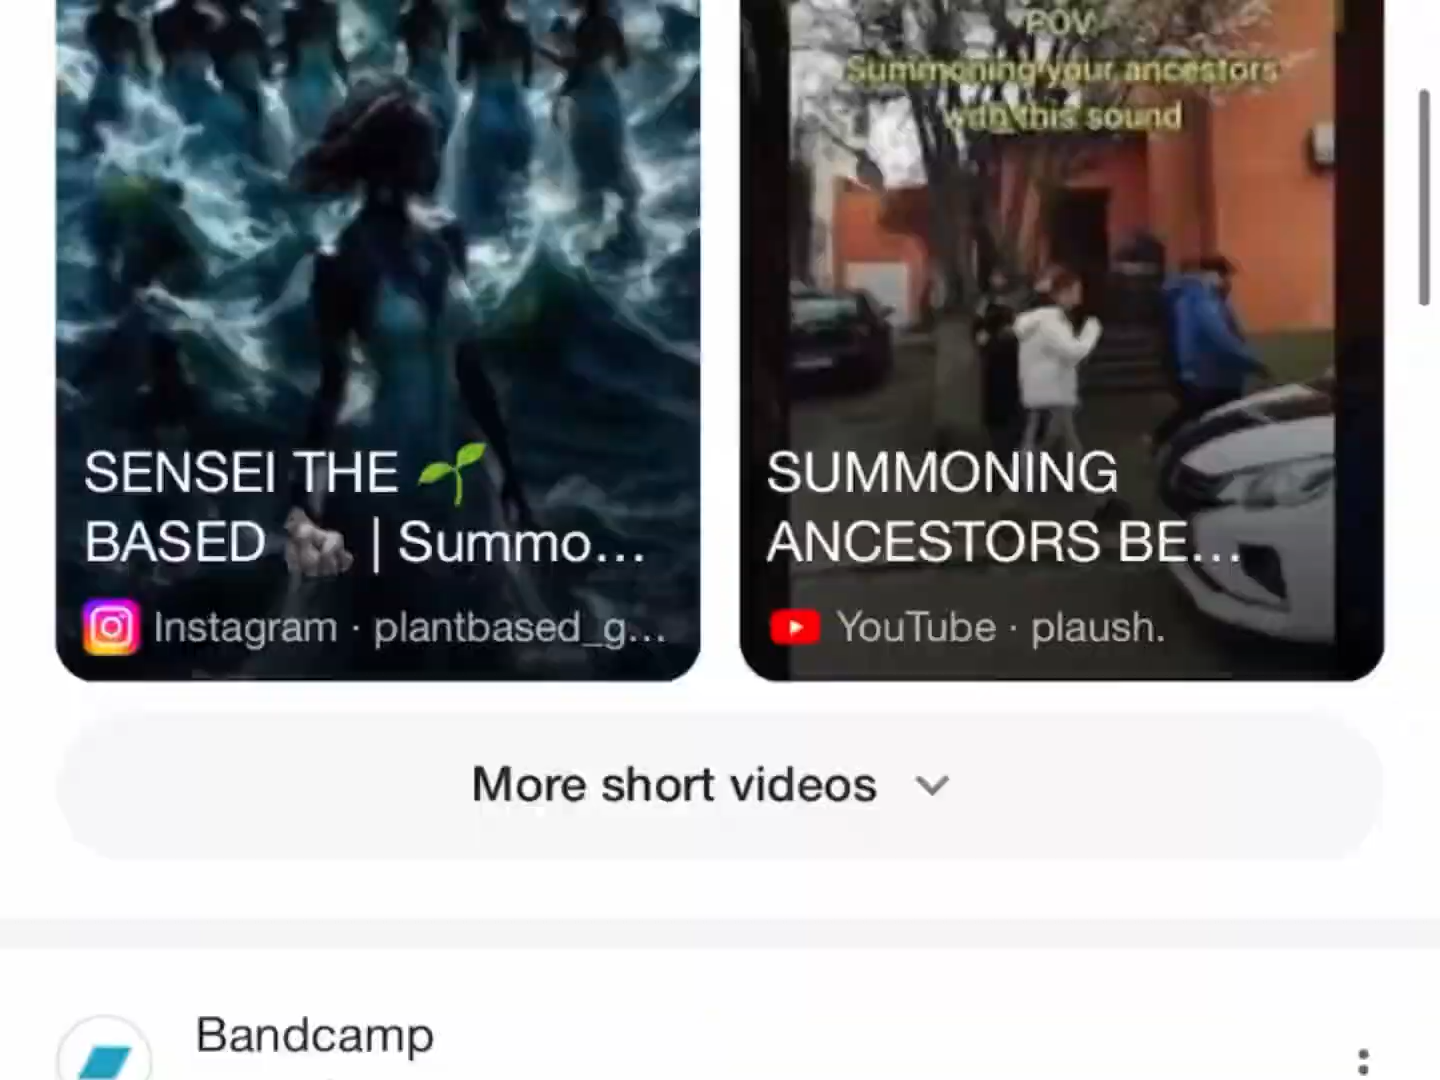 POV
Summoning your ancestors
with this sound
SENSEI THE 🌱
BASED ✊🏽 | Summo...
Instagram · plantbased_g...
SUMMONING
ANCESTORS BE...
YouTube · plaush.
More short videos
Bandcamp